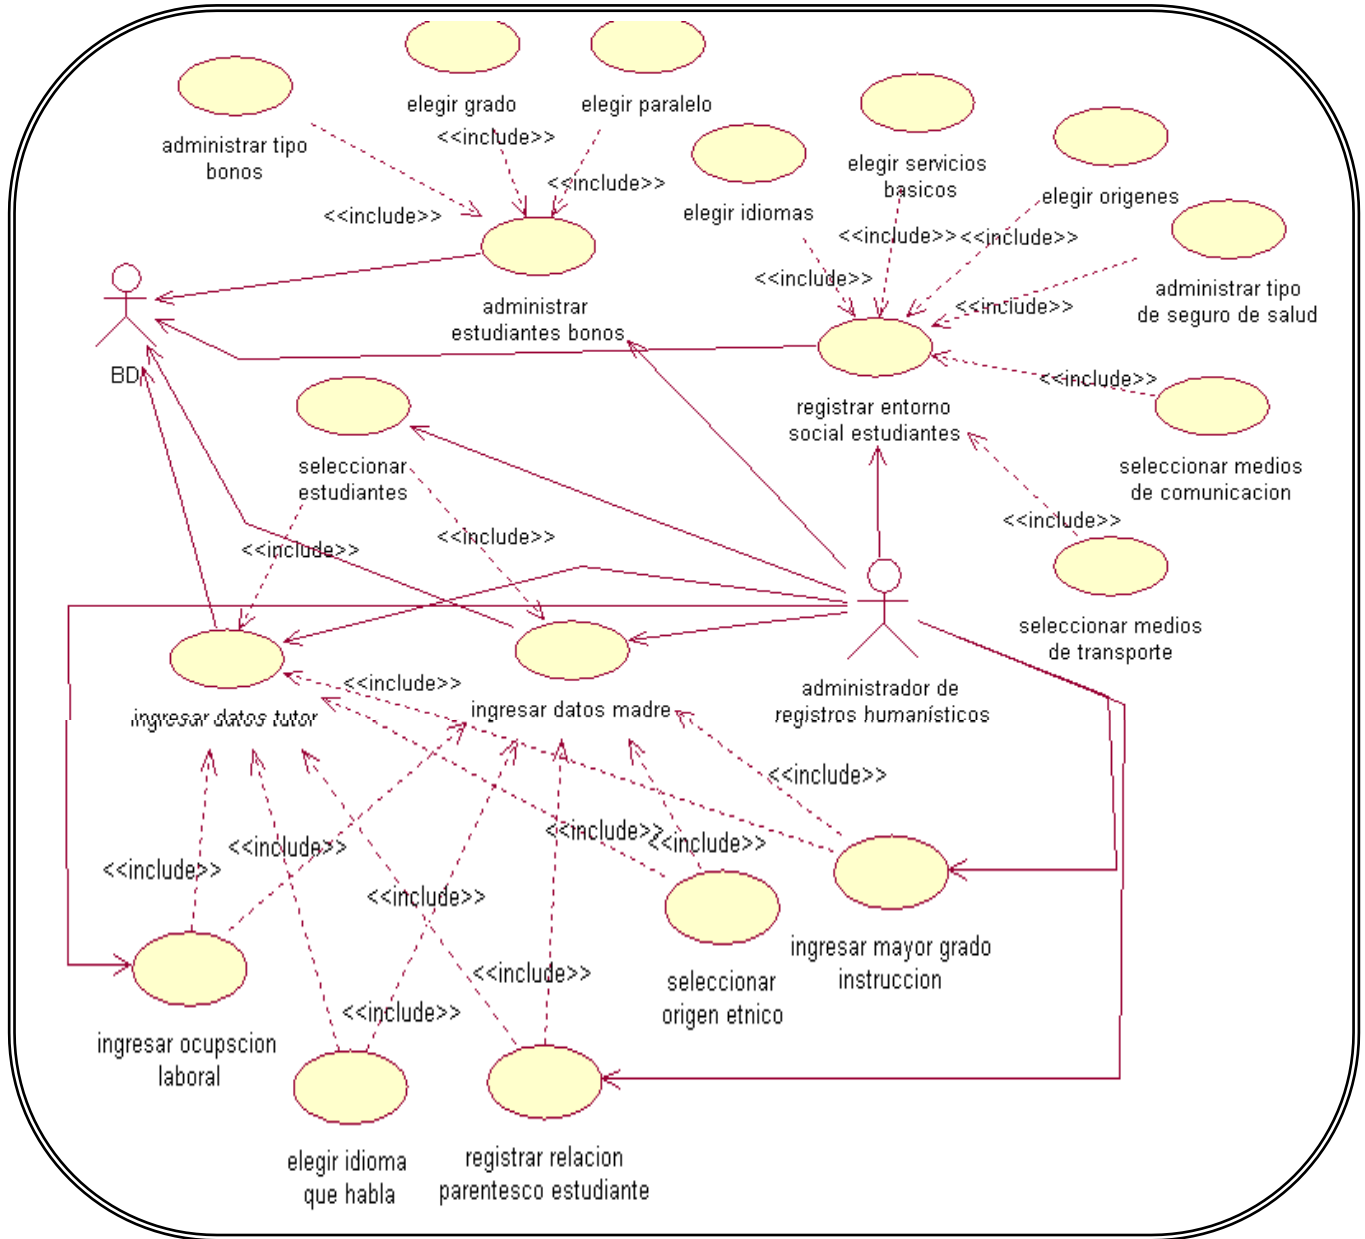 elegir grado
elegir paralelo
<<include>>
administrar tipo
bonos
<<include>>
<<include>>
elegir servicios
basicos
elegir idiomas
elegir origenes
<<include>>
<<include>>
<<include>>
<<include>>
administrar tipo
de seguro de salud
administrar
estudiantes bonos
BD
<<include>>
registrar entorno
social estudiantes
seleccionar
estudiantes
seleccionar medios
de comunicacion
<<include>>
<<include>>
<<include>>
seleccionar medios
de transporte
<<include>>
administrador de
registros humanísticos
ingresar datos tutor
ingresar datos madre
<<include>>
<<include>>
<<include>>
<<include>>
<<include>>
<<include>>
ingresar mayor grado
instruccion
<<include>>
seleccionar
origen etnico
<<include>>
ingresar ocupscion
laboral
elegir idioma
que habla
registrar relacion
parentesco estudiante